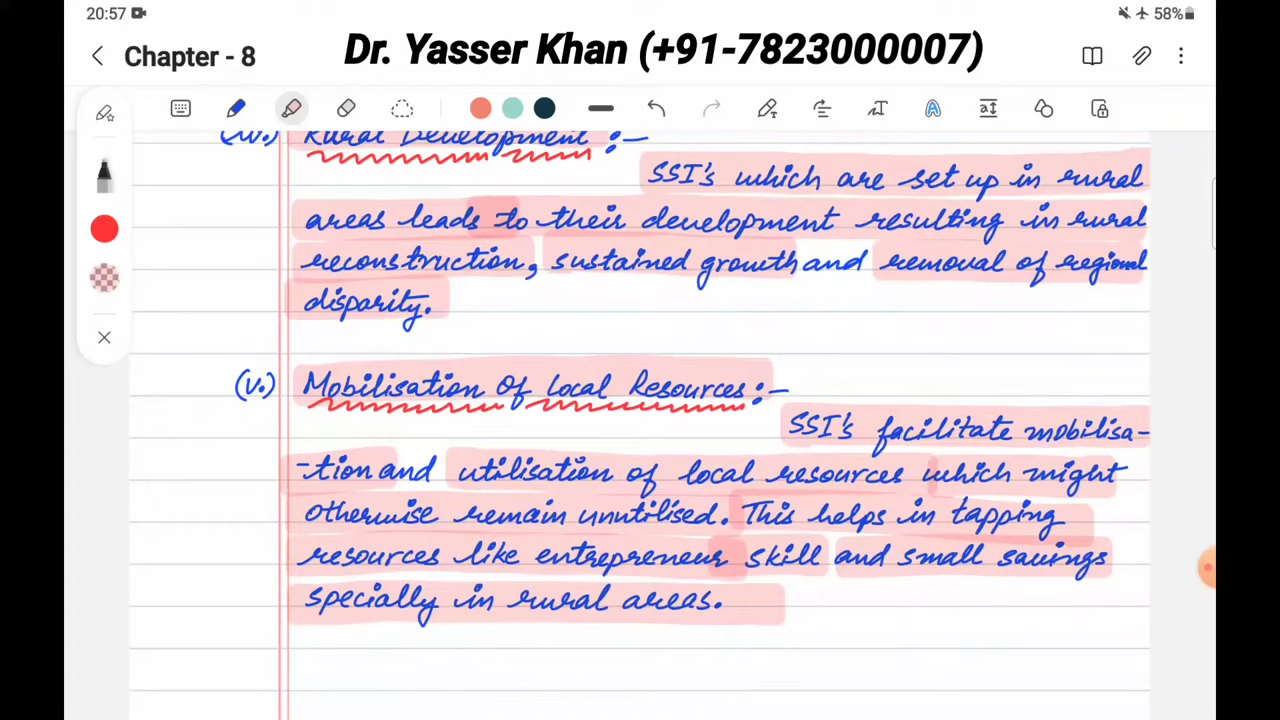 20:57
58%
Chapter - 8
Dr. Yasser Khan (+91-7823000007)
(iv.) Rural Development :-
SSI's which are set up in rural
areas leads to their development resulting in rural
reconstruction, sustained growth and removal of regional
disparity.
(v.) Mobilisation Of Local Resources :-
SSI's facilitate mobilisa-
-tion and utilisation of local resources which might
otherwise remain unutilised. This helps in tapping
resources like entrepreneur skill and small savings
specially in rural areas.